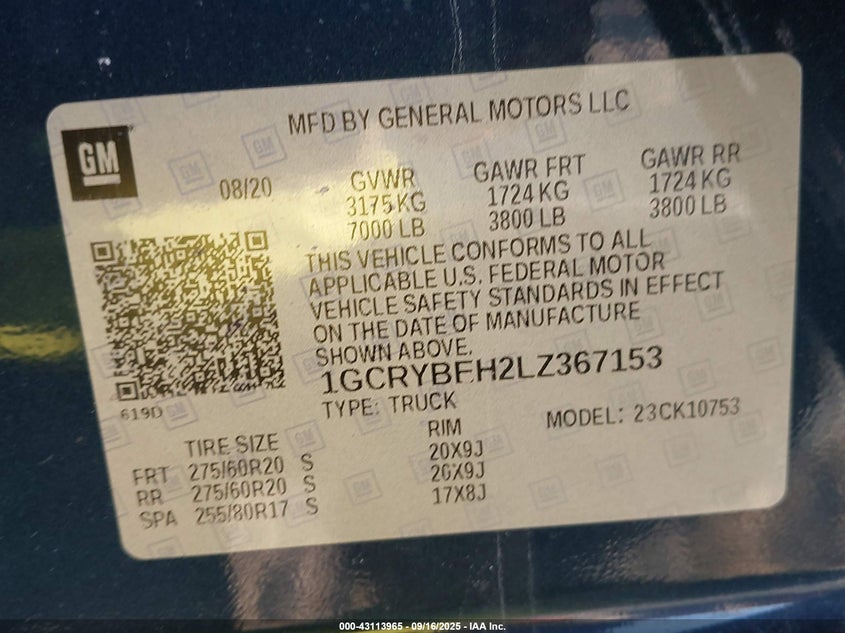 GM
MFD BY GENERAL MOTORS LLC
08/20
GVWR
3175 KG
7000 LB
GAWR FRT
1724 KG
3800 LB
GAWR RR
1724 KG
3800 LB
THIS VEHICLE CONFORMS TO ALL
APPLICABLE U.S. FEDERAL MOTOR
VEHICLE SAFETY STANDARDS IN EFFECT
ON THE DATE OF MANUFACTURE
SHOWN ABOVE.
1GCRYBEH2LZ367153
619D
TYPE: TRUCK
MODEL: 23CK10753
TIRE SIZE RIM
FRT 275/60R20 S 20X9J
RR 275/60R20 S 20X9J
SPA 255/80R17 S 17X8J
000-43113965 - 09/16/2025 - IAA Inc.